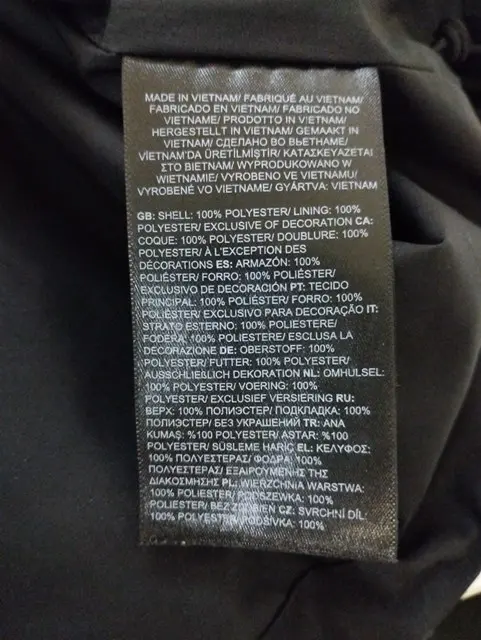 MADE IN VIETNAM/ FABRIQUÉ AU VIETNAM/
FABRICADO EN VIETNAM/ FABRICADO NO
VIETNAME/ PRODOTTO IN VIETNAM/
HERGESTELLT IN VIETNAM/ GEMAAKT IN
VIETNAM/ СДЕЛАНО ВО ВЬЕТНАМЕ/
VİETNAM'DA ÜRETİLMİŞTİR/ ΚΑΤΑΣΚΕΥΑΖΕΤΑΙ
ΣΤΟ ΒΙΕΤΝΑΜ/ WYPRODUKOWANO W
WIETNAMIE/ VYROBENO VE VIETNAMU/
VYROBENÉ VO VIETNAME/ GYÁRTVA: VIETNAM
GB: SHELL: 100% POLYESTER/ LINING: 100%
POLYESTER/ EXCLUSIVE OF DECORATION CA:
COQUE: 100% POLYESTER/ DOUBLURE: 100%
POLYESTER/ À L'EXCEPTION DES
DÉCORATIONS ES: ARMAZÓN: 100%
POLIÉSTER/ FORRO: 100% POLIÉSTER/
EXCLUSIVO DE DECORACIÓN PT: TECIDO
PRINCIPAL: 100% POLIÉSTER/ FORRO: 100%
POLIÉSTER/ EXCLUSIVO PARA DECORAÇÃO IT:
STRATO ESTERNO: 100% POLIESTERE/
FODERA: 100% POLIESTERE/ ESCLUSA LA
DECORAZIONE DE: OBERSTOFF: 100%
POLYESTER/ FUTTER: 100% POLYESTER/
AUSSCHLIEßLICH DEKORATION NL: OMHULSEL:
100% POLYESTER/ VOERING: 100%
POLYESTER/ EXCLUSIEF VERSIERING RU:
ВЕРХ: 100% ПОЛИЭСТЕР/ ПОДКЛАДКА: 100%
ПОЛИЭСТЕР/ БЕЗ УКРАШЕНИЙ TR: ANA
KUMAŞ: %100 POLYESTER/ ASTAR: %100
POLYESTER/ SÜSLEME HARİÇ EL: ΚΕΛΥΦΟΣ:
100% ΠΟΛΥΕΣΤΕΡΑΣ/ ΦΟΔΡΑ: 100%
ΠΟΛΥΕΣΤΕΡΑΣ/ ΕΞΑΙΡΟΥΜΕΝΗΣ ΤΗΣ
ΔΙΑΚΟΣΜΗΣΗΣ PL: WIERZCHNIA WARSTWA:
100% POLIESTER/ PODSZEWKA: 100%
POLIESTER/ BEZ ZDOBIEŃ CZ: SVRCHNÍ DÍL:
100% POLYESTER/ PODŠÍVKA: 100%